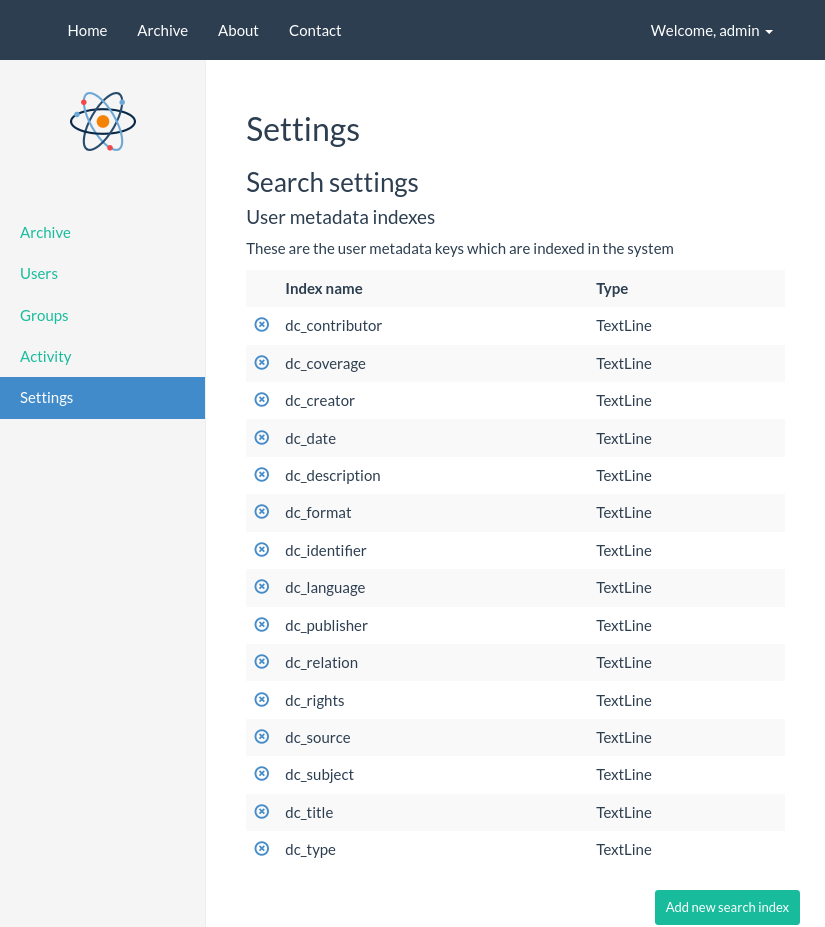 Home Archive About Contact Welcome, admin
Archive
Users
Groups
Activity
Settings
Settings
Search settings
User metadata indexes
These are the user metadata keys which are indexed in the system
Index name Type
dc_contributor TextLine
dc_coverage TextLine
dc_creator TextLine
dc_date TextLine
dc_description TextLine
dc_format TextLine
dc_identifier TextLine
dc_language TextLine
dc_publisher TextLine
dc_relation TextLine
dc_rights TextLine
dc_source TextLine
dc_subject TextLine
dc_title TextLine
dc_type TextLine
Add new search index